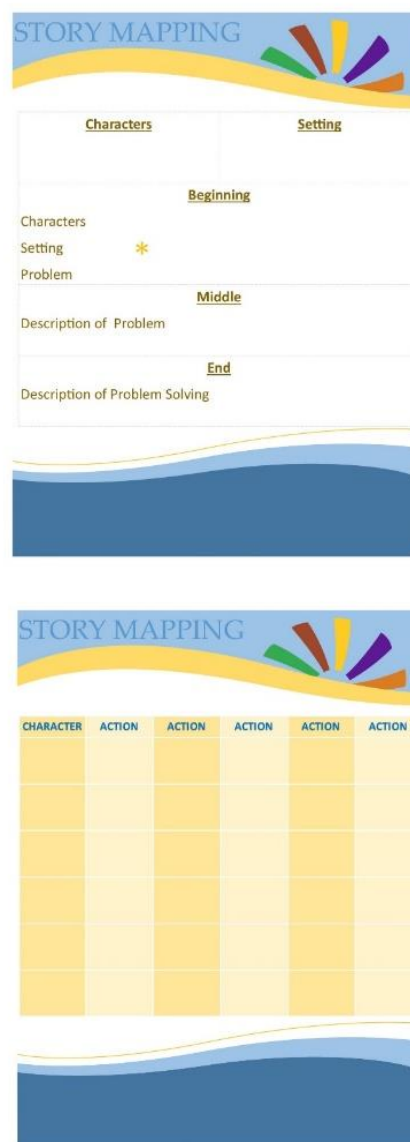 STORY MAPPING
Characters Setting
Beginning
Characters
Setting *
Problem
Middle
Description of Problem
End
Description of Problem Solving
STORY MAPPING
CHARACTER ACTION ACTION ACTION ACTION ACTION